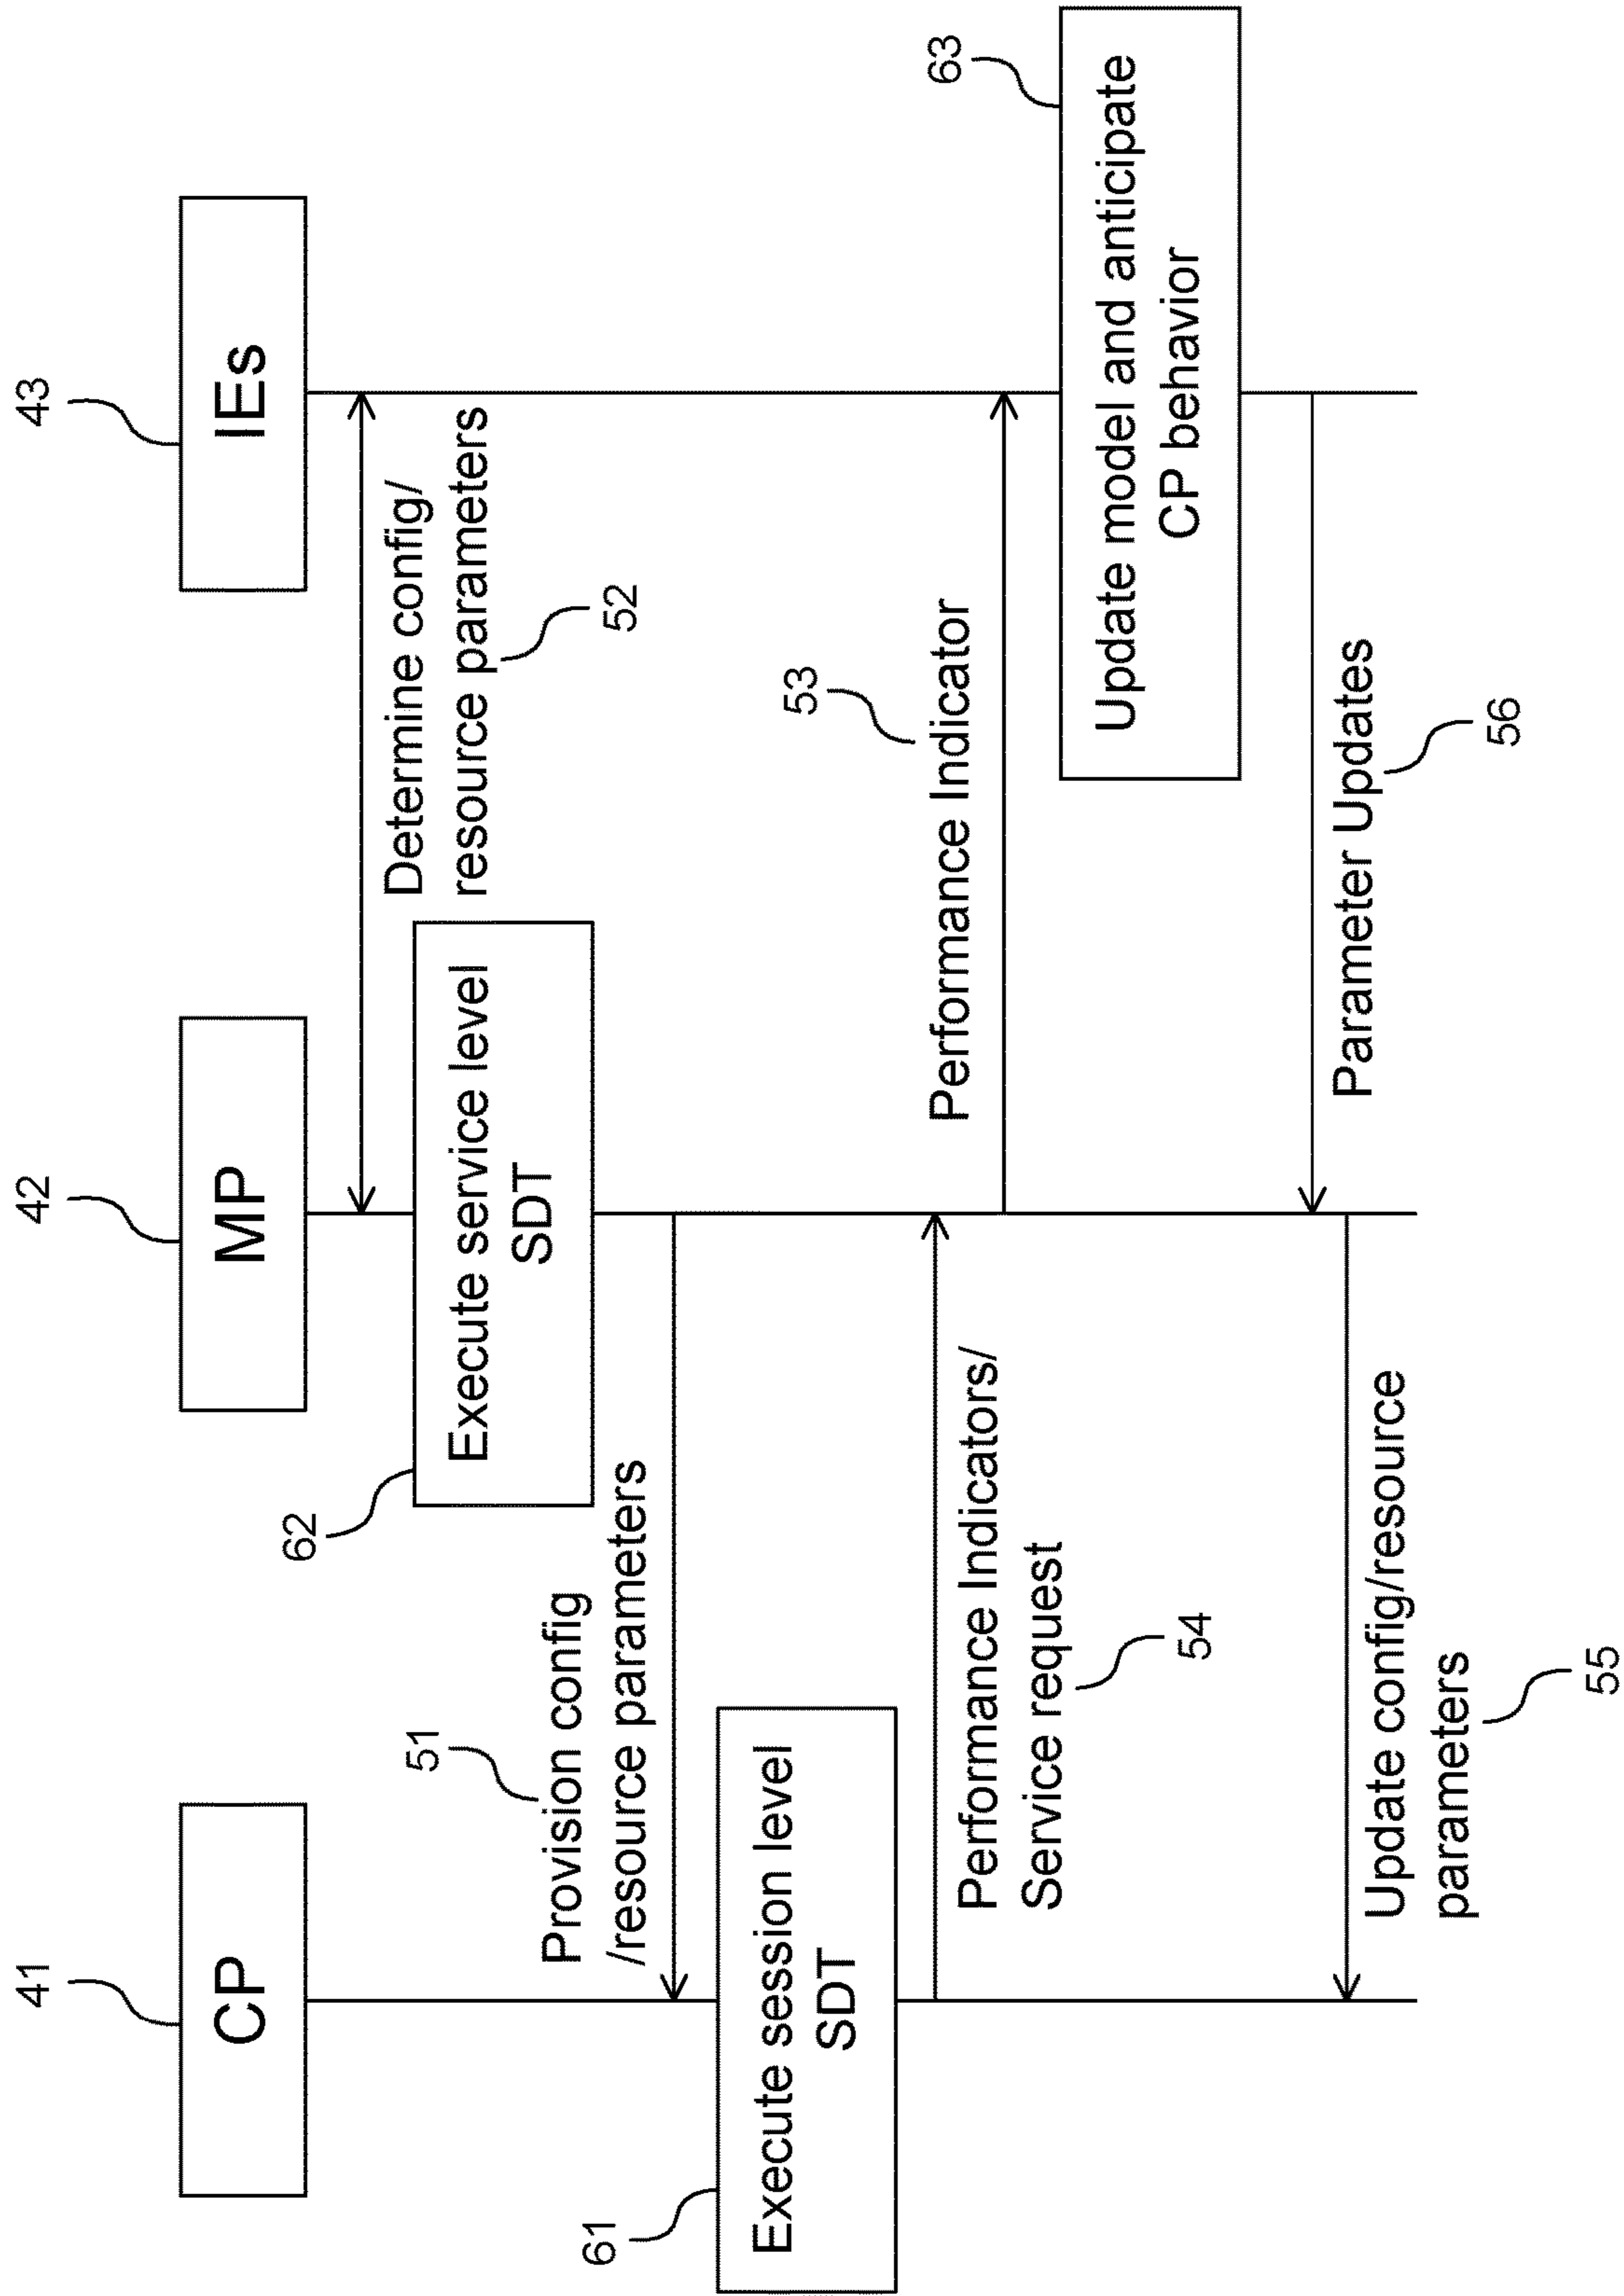 41
CP
42
MP
43
IEs
Determine config/
resource parameters
52
62
Execute service level
SDT
51
Provision config
/resource parameters
61
Execute session level
SDT
Performance Indicators/
Service request
54
53
Performance Indicator
63
Update model and anticipate
CP behavior
Parameter Updates
56
Update config/resource
parameters
55